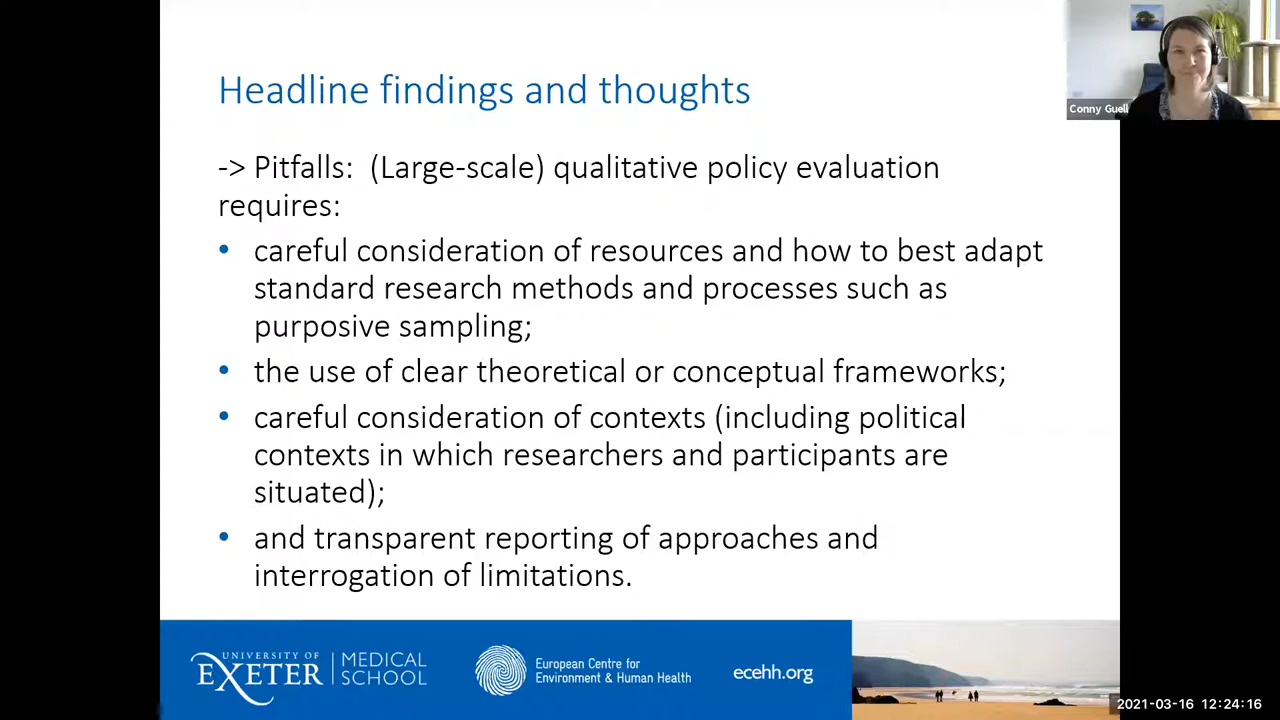 Headline findings and thoughts
Conny Guell
-> Pitfalls: (Large-scale) qualitative policy evaluation
requires:
• careful consideration of resources and how to best adapt
standard research methods and processes such as
purposive sampling;
• the use of clear theoretical or conceptual frameworks;
• careful consideration of contexts (including political
contexts in which researchers and participants are
situated);
• and transparent reporting of approaches and
interrogation of limitations.
UNIVERSITY OF
EXETER
MEDICAL
SCHOOL
European Centre for
Environment & Human Health
ecehh.org
2021-03-16 12:24:16